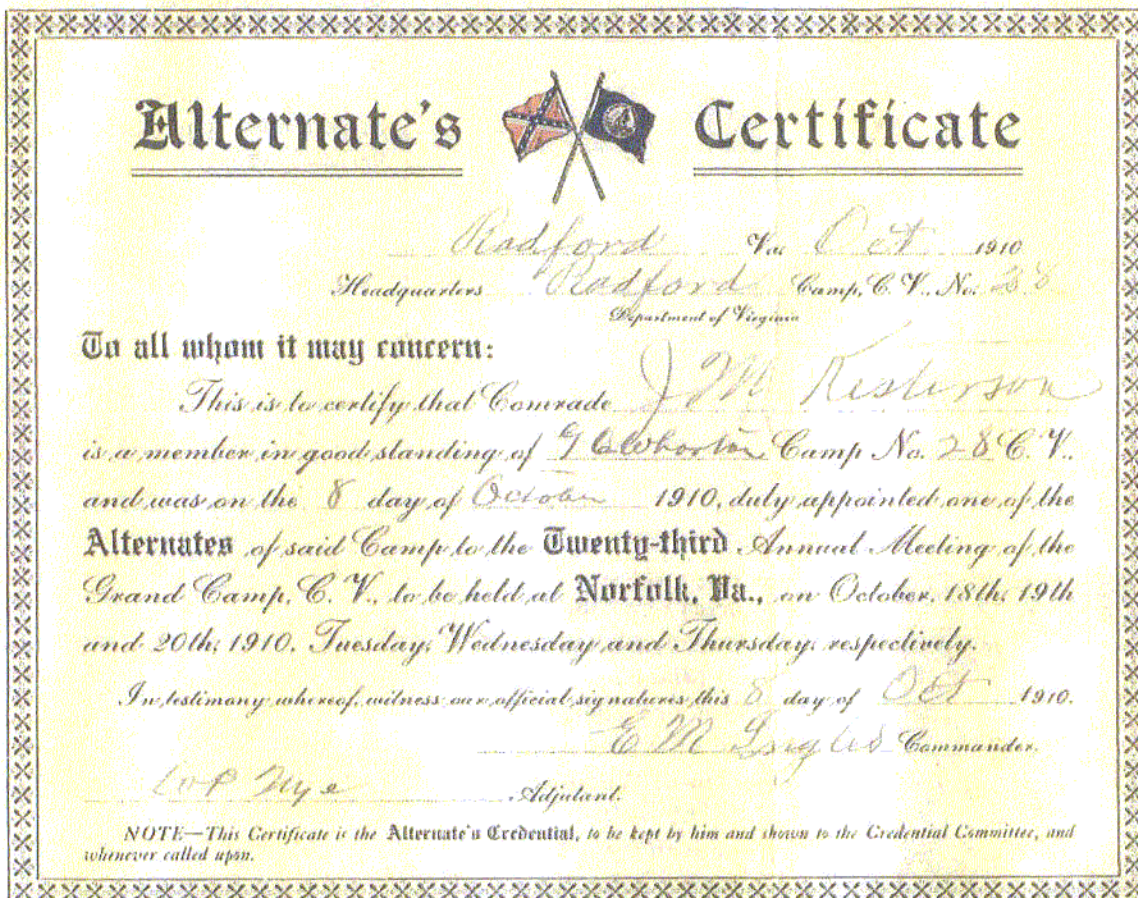 Alternate's Certificate
Radford Va. Oct 1910
Headquarters Radford Camp, C. V., No. 28
Department of Virginia
To all whom it may concern:
This is to certify that Comrade J M Kesterson
is a member in good standing of G C Wharton Camp No. 28 C. V.,
and was on the 8 day of October 1910, duly appointed one of the
Alternates of said Camp to the Twenty-third Annual Meeting of the
Grand Camp, C. V., to be held at Norfolk, Va., on October, 18th, 19th
and 20th, 1910, Tuesday, Wednesday and Thursday, respectively.
In testimony whereof, witness our official signatures this 8 day of Oct 1910.
E M Ingles Commander.
Nye Adjutant.
NOTE—This Certificate is the Alternate's Credential, to be kept by him and shown to the Credential Committee, and
whenever called upon.